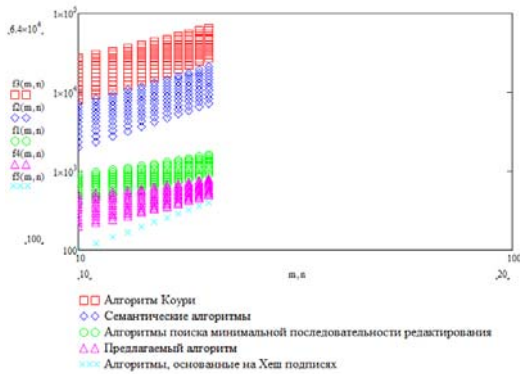 1×10⁵
6.4×10⁴
f3(m,n)
1×10⁴
f2(m,n)
f1(m,n)
1×10³
f4(m,n)
f5(m,n)
100
100
10
100
10
m,n
20
Алгоритм Коури
Семантические алгоритмы
Алгоритмы поиска минимальной последовательности редактирования
Предлагаемый алгоритм
Алгоритмы, основанные на Хеш подписях